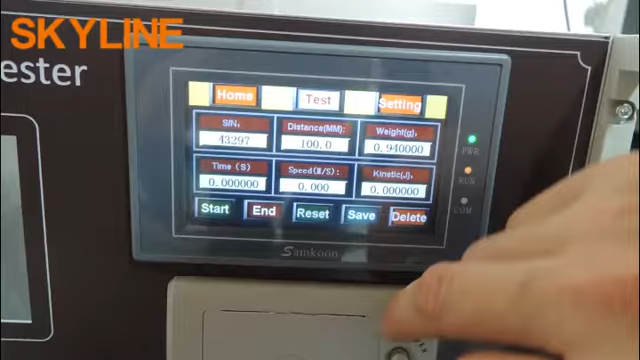 SKYLINE
ester
Home Test Setting
S/N: Distance(MM): Weight(g)
43297 100.0 0.940000
Time (S) Speed(M/S): Kinetic(J):
0.000000 0.000 0.000000
Start End Reset Save Delete
PWR
RUN
COM
Samkoon